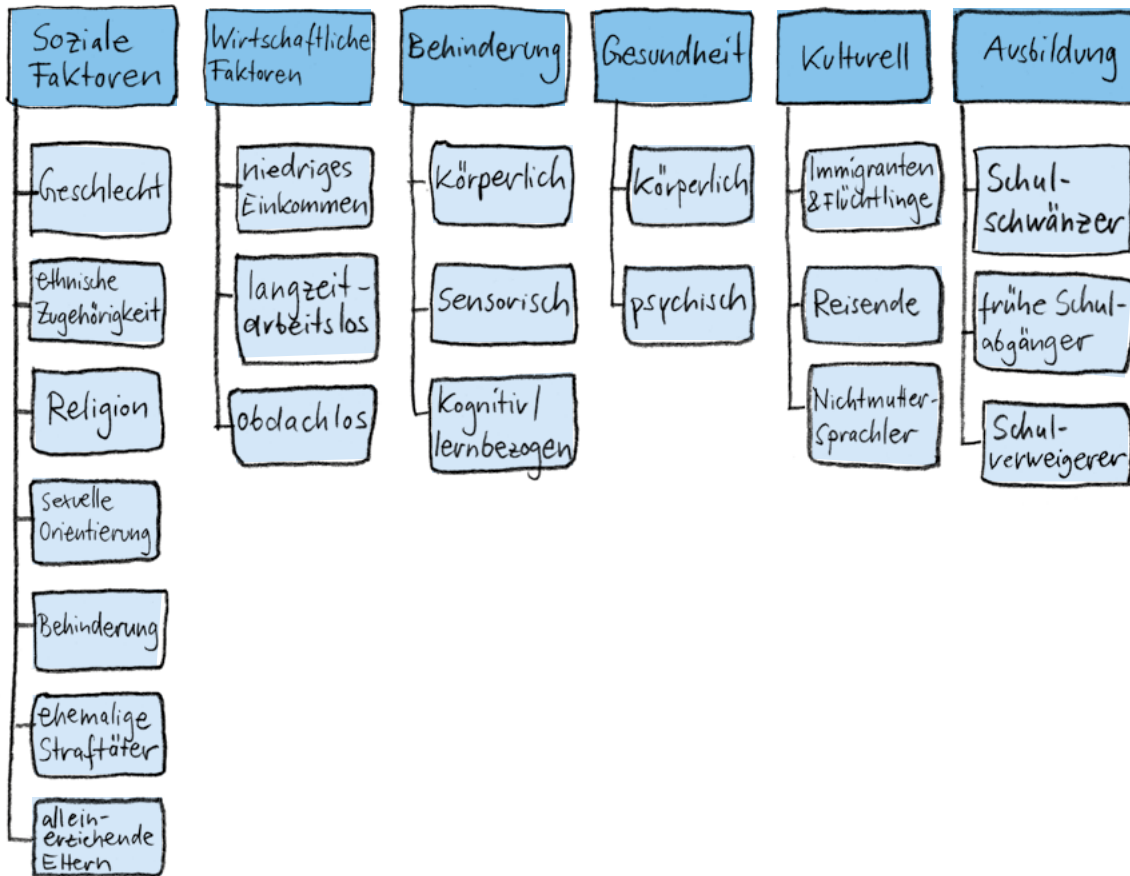 Soziale
Faktoren
Geschlecht
ethnische
Zugehörigkeit
Religion
sexuelle
Orientierung
Behinderung
ehemalige
Straftäter
allein-
erziehende
Eltern
Wirtschaftliche
Faktoren
niedriges
Einkommen
langzeit-
arbeitslos
obdachlos
Behinderung
körperlich
Sensorisch
Kognitiv/
lernbezogen
Gesundheit
körperlich
psychisch
Kulturell
Immigranten
&Flüchtlinge
Reisende
Nichtmutter-
sprachler
Ausbildung
Schul-
schwänzer
frühe Schul-
abgänger
Schul-
verweigerer